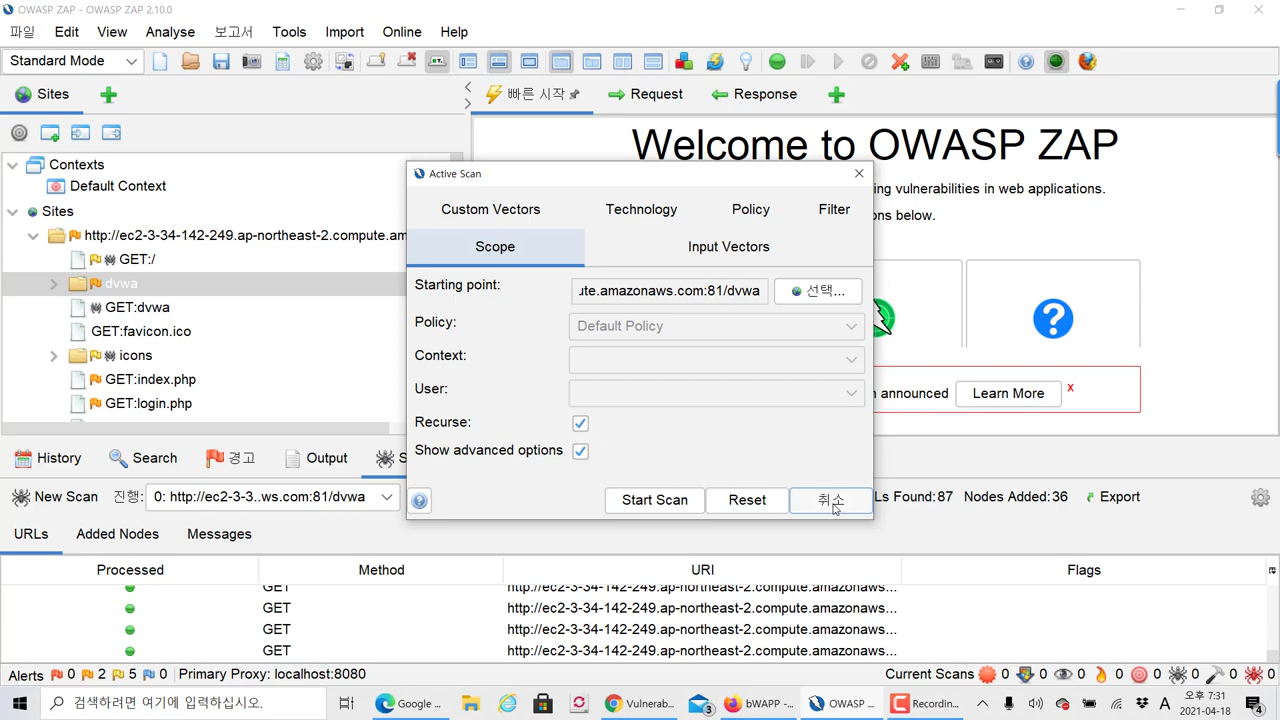 OWASP ZAP - OWASP ZAP 2.10.0
파일 Edit View Analyse 보고서 Tools Import Online Help
Standard Mode
Sites
빠른 시작 Request Response
Contexts
Default Context
Sites
http://ec2-3-34-142-249.ap-northeast-2.compute.am
GET:/
dvwa
GET:dvwa
GET:favicon.ico
icons
GET:index.php
GET:login.php
Welcome to OWASP ZAP
ing vulnerabilities in web applications.
ons below.
announced Learn More x
Active Scan
Custom Vectors Technology Policy Filter
Scope Input Vectors
Starting point: ute.amazonaws.com:81/dvwa 선택...
Policy: Default Policy
Context:
User:
Recurse:
Show advanced options
Start Scan Reset 취소
History Search 경고 Output S
New Scan 진행: 0: http://ec2-3-3..ws.com:81/dvwa Ls Found:87 Nodes Added:36 Export
URLs Added Nodes Messages
Processed Method URI Flags
GET http://ec2-3-34-142-249.ap-northeast-2.compute.amazonaws...
GET http://ec2-3-34-142-249.ap-northeast-2.compute.amazonaws...
GET http://ec2-3-34-142-249.ap-northeast-2.compute.amazonaws...
GET http://ec2-3-34-142-249.ap-northeast-2.compute.amazonaws...
Alerts 0 2 5 0 Primary Proxy: localhost:8080 Current Scans 0 0 0 0 0 0 0 0
검색하려면 여기에 입력하십시오. Google ... Vulnerab... 3 bWAPP -... OWASP ... Recordin... A 오후 7:31
2021-04-18 4